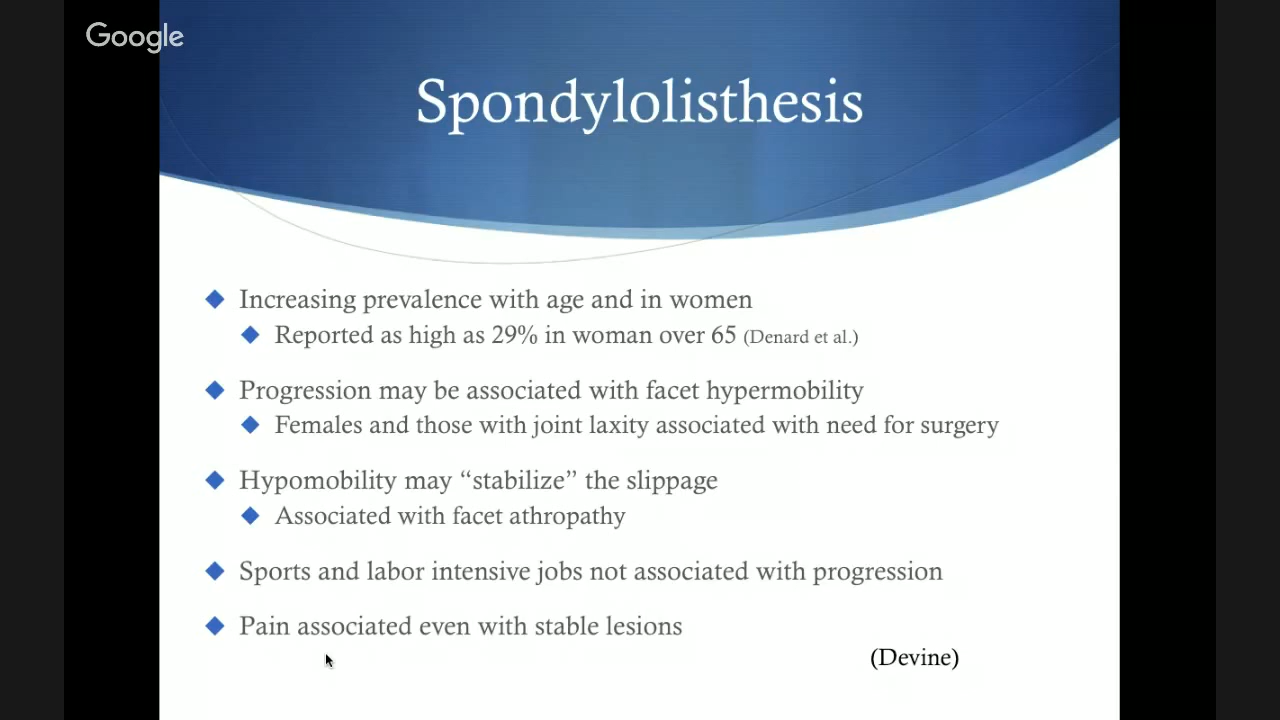 Google
Spondylolisthesis
Increasing prevalence with age and in women
Reported as high as 29% in woman over 65 (Denard et al.)
Progression may be associated with facet hypermobility
Females and those with joint laxity associated with need for surgery
Hypomobility may “stabilize” the slippage
Associated with facet athropathy
Sports and labor intensive jobs not associated with progression
Pain associated even with stable lesions
(Devine)